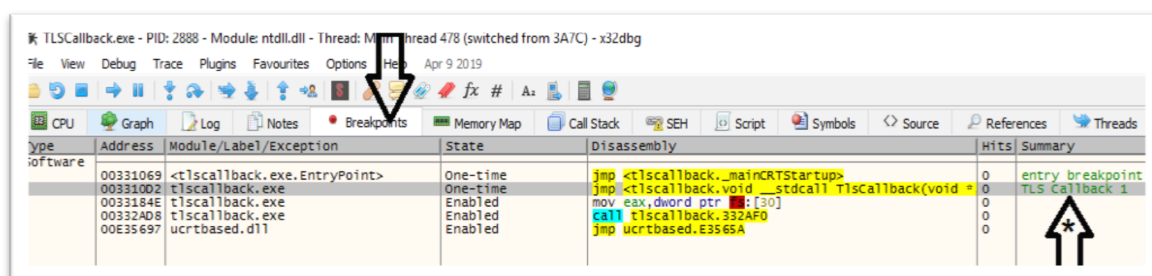 TLSCallback.exe - PID: 2888 - Module: ntdll.dll - Thread: Main Thread 478 (switched from 3A7C) - x32dbg
File View Debug Trace Plugins Favourites Options Help Apr 9 2019
CPU Graph Log Notes Breakpoints Memory Map Call Stack SEH Script Symbols Source References Threads
Type Address Module/Label/Exception State Disassembly Hits Summary
Software
00331069 <tlscallback.exe.EntryPoint> One-time jmp <tlscallback._mainCRTStartup> 0 entry breakpoint
003310D2 tlscallback.exe One-time jmp <tlscallback.void __stdcall TlsCallback(void * 0 TLS Callback 1
0033184E tlscallback.exe Enabled mov eax,dword ptr fs:[30] 0
00332AD8 tlscallback.exe Enabled call tlscallback.332AF0 0
00E35697 ucrtbased.dll Enabled jmp ucrtbased.E3565A 0
*